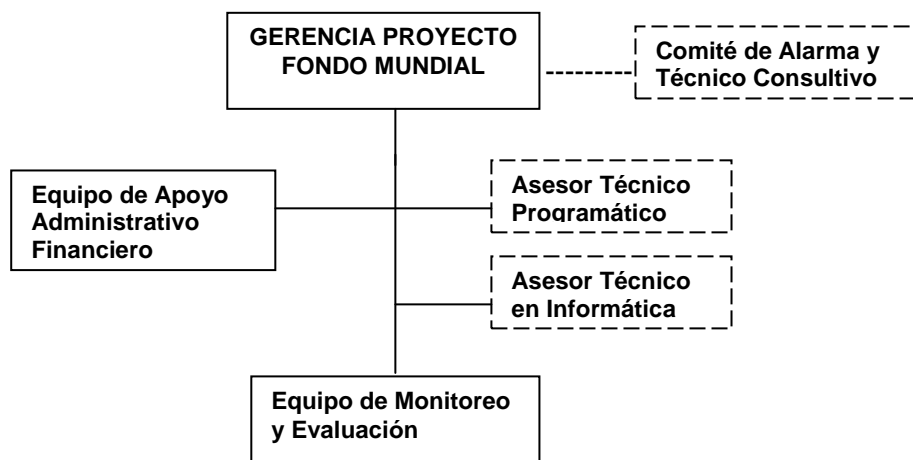 GERENCIA PROYECTO
FONDO MUNDIAL
Comité de Alarma y
Técnico Consultivo
Equipo de Apoyo
Administrativo
Financiero
Asesor Técnico
Programático
Asesor Técnico
en Informática
Equipo de Monitoreo
y Evaluación